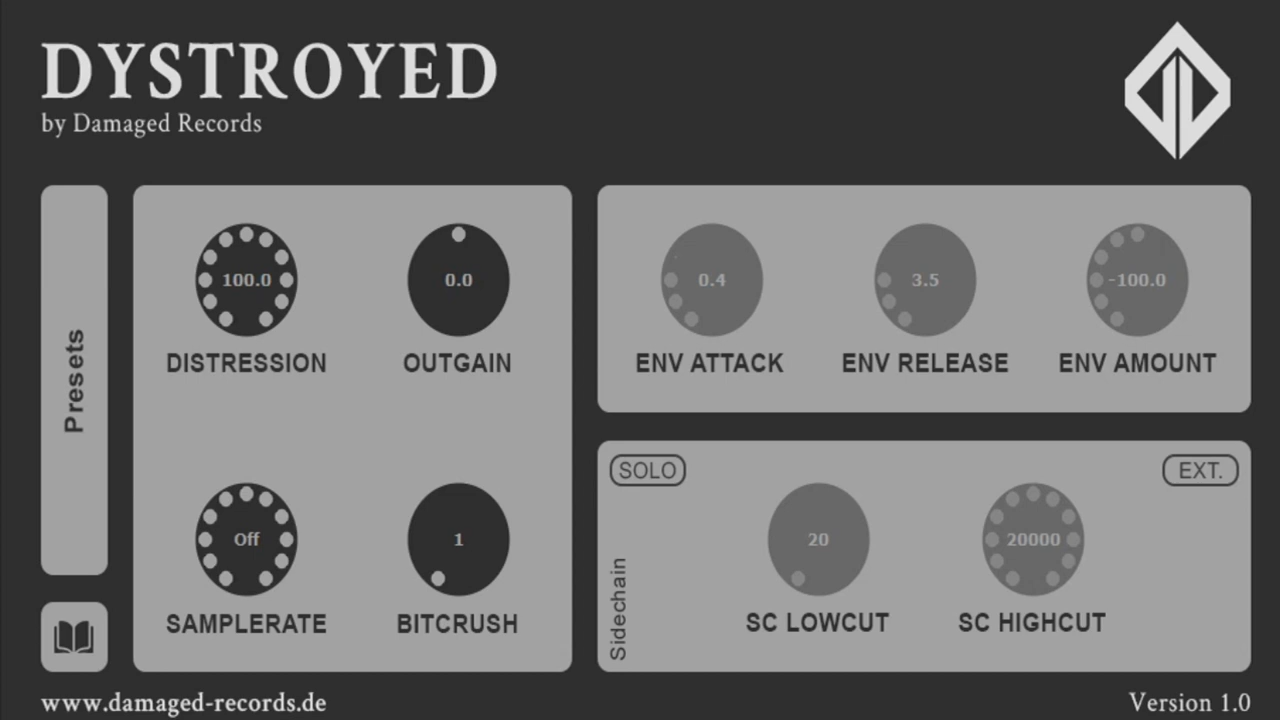 DYSTROYED
by Damaged Records
Presets
100.0
0.0
DISTRESSION
OUTGAIN
Off
1
SAMPLERATE
BITCRUSH
0.4
3.5
-100.0
ENV ATTACK
ENV RELEASE
ENV AMOUNT
SOLO
EXT.
Sidechain
20
20000
SC LOWCUT
SC HIGHCUT
www.damaged-records.de
Version 1.0